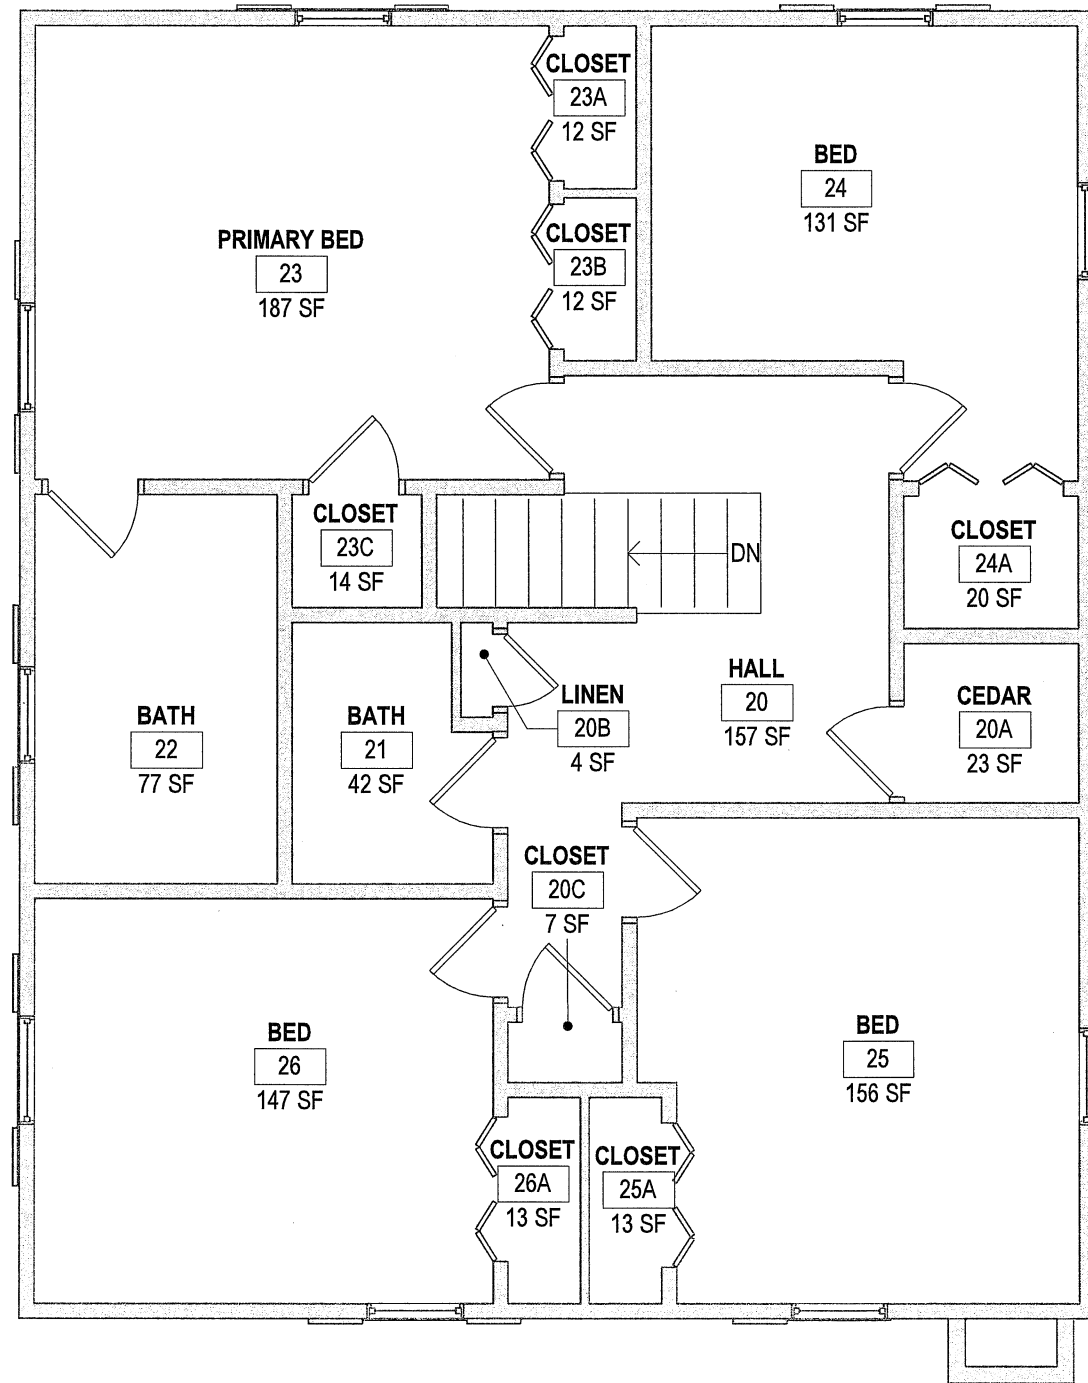 CLOSET
23A
12 SF
BED
24
131 SF
PRIMARY BED
23
187 SF
CLOSET
23B
12 SF
CLOSET
23C
14 SF
DN
CLOSET
24A
20 SF
BATH
22
77 SF
BATH
21
42 SF
LINEN
20B
4 SF
HALL
20
157 SF
CEDAR
20A
23 SF
CLOSET
20C
7 SF
BED
26
147 SF
BED
25
156 SF
CLOSET
26A
13 SF
CLOSET
25A
13 SF